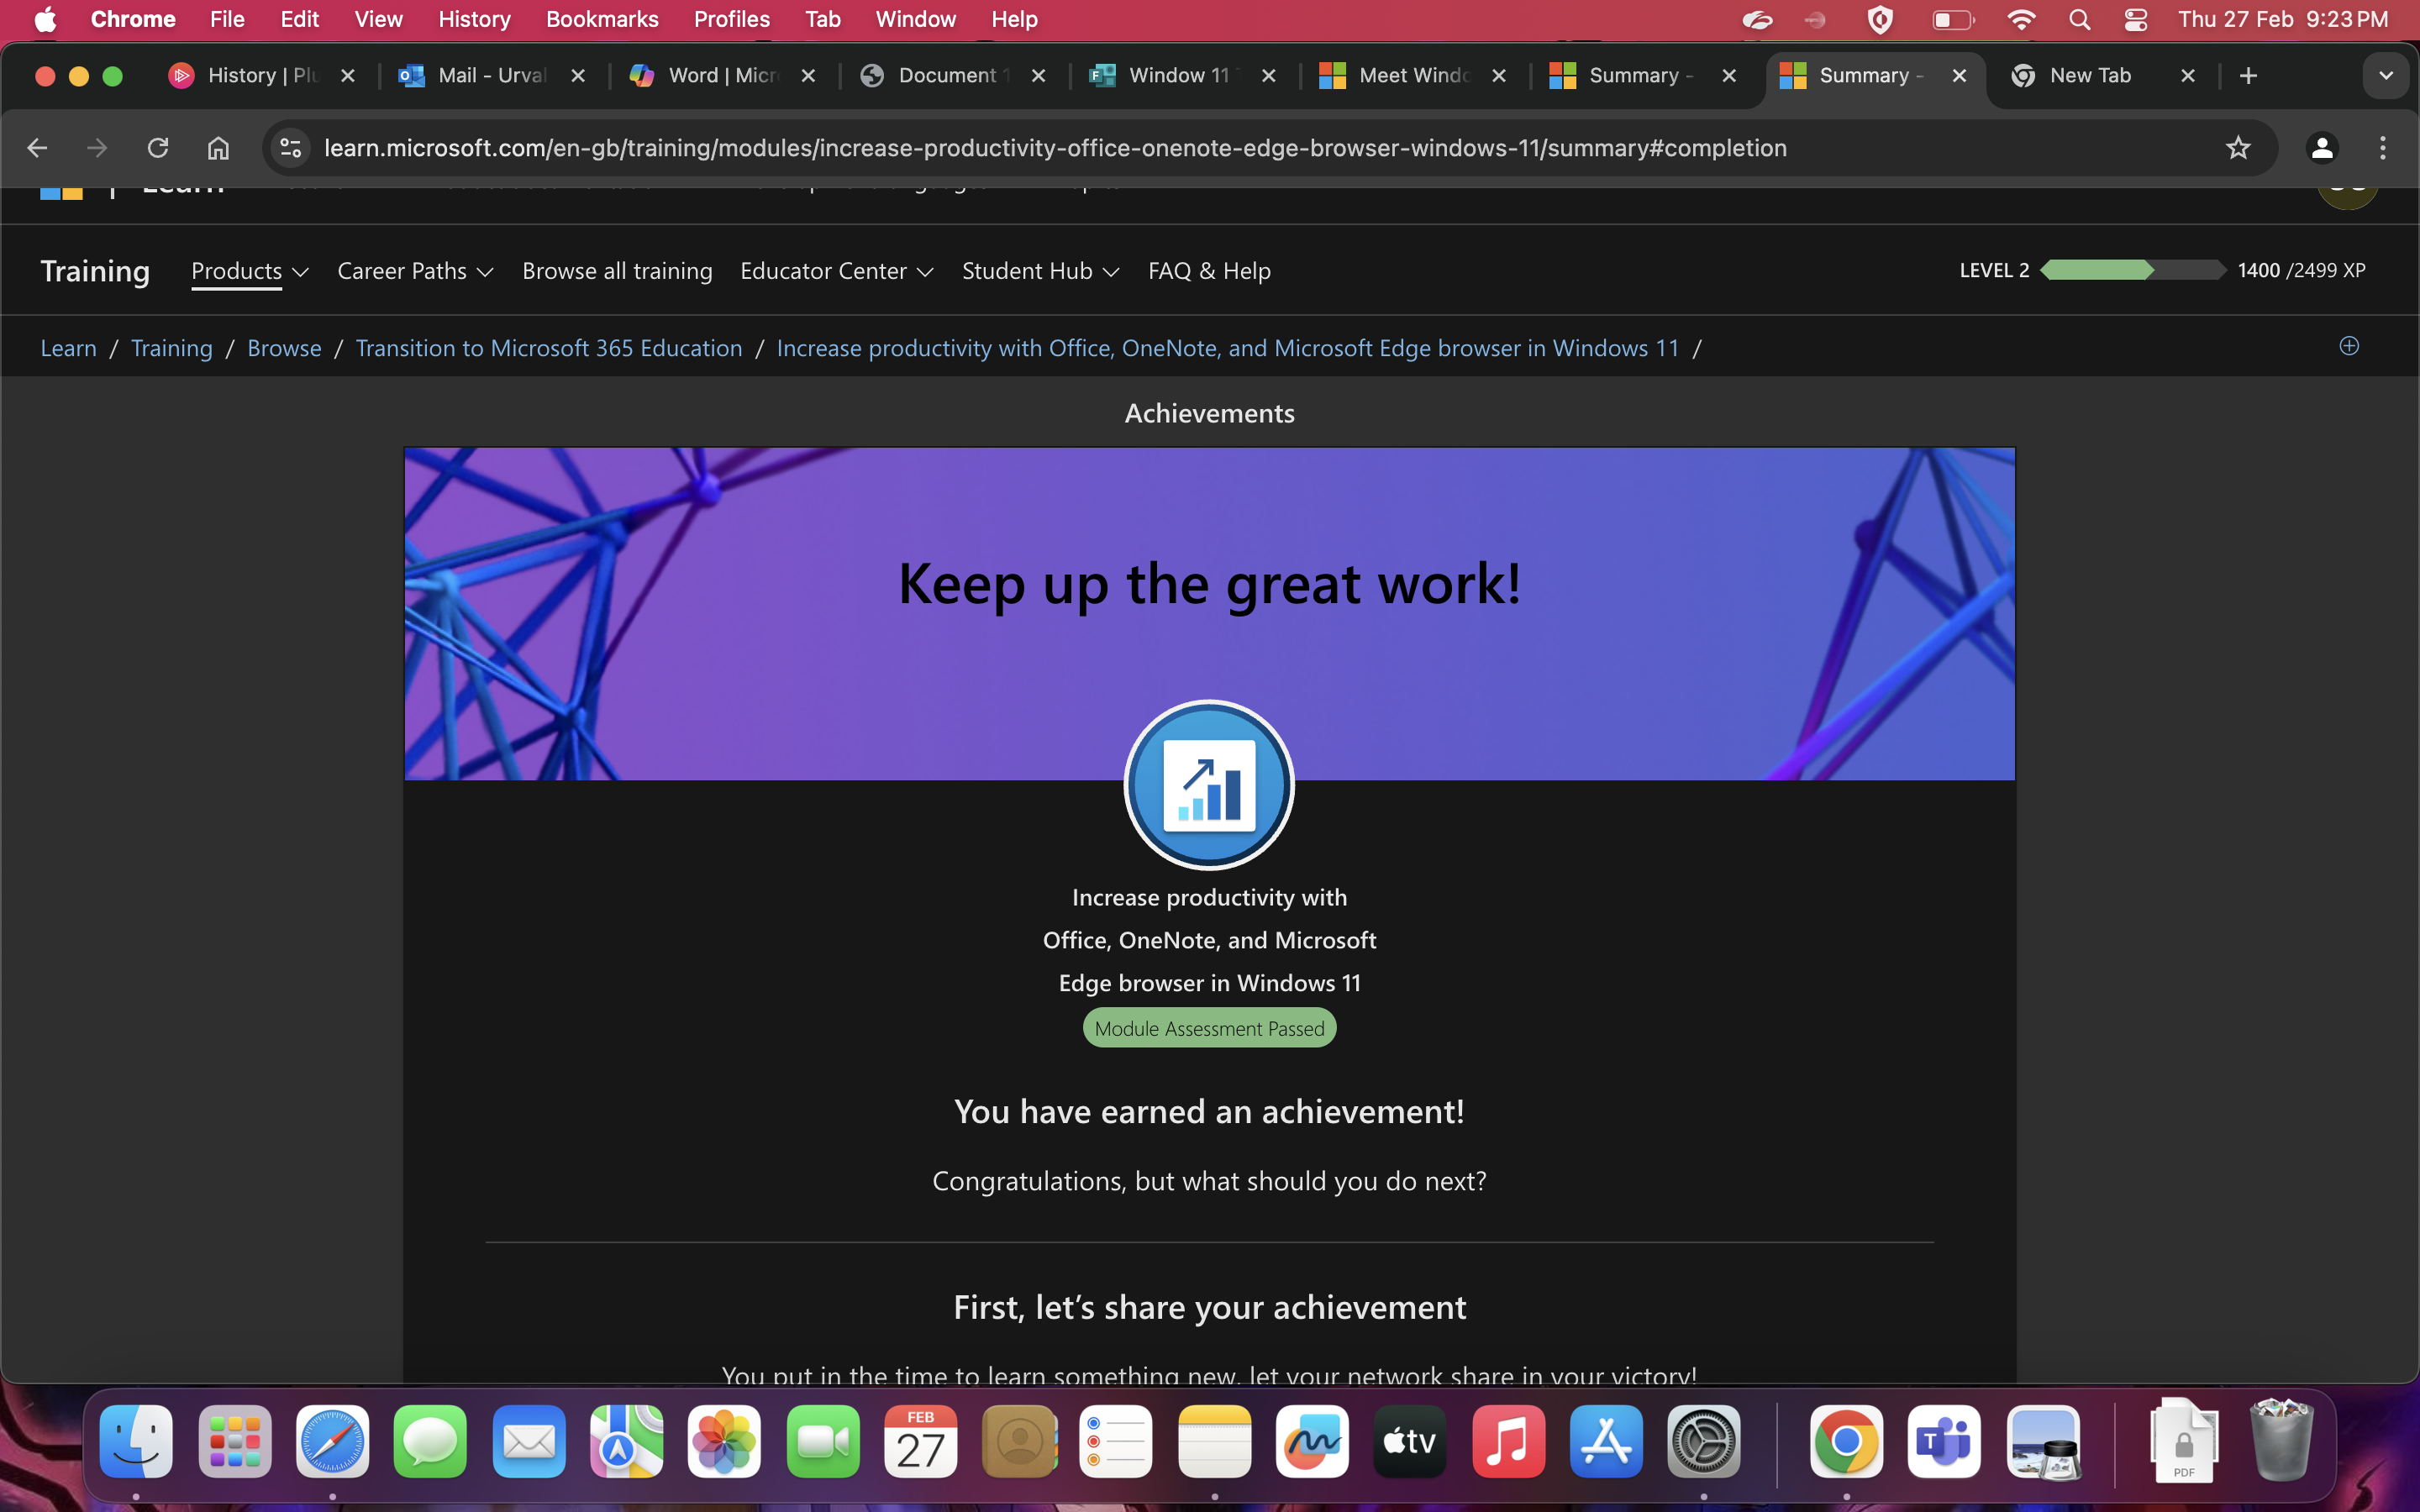 Chrome File Edit View History Bookmarks Profiles Tab Window Help Thu 27 Feb 9:23 PM
History | Plu Mail - Urval Word | Micr Document 1 Window 11 Meet Windo Summary - Summary - New Tab
learn.microsoft.com/en-gb/training/modules/increase-productivity-office-onenote-edge-browser-windows-11/summary#completion
Learn
Training Products Career Paths Browse all training Educator Center Student Hub FAQ & Help LEVEL 2 1400 /2499 XP
Learn / Training / Browse / Transition to Microsoft 365 Education / Increase productivity with Office, OneNote, and Microsoft Edge browser in Windows 11 /
Achievements
Keep up the great work!
Increase productivity with
Office, OneNote, and Microsoft
Edge browser in Windows 11
Module Assessment Passed
You have earned an achievement!
Congratulations, but what should you do next?
First, let's share your achievement
You put in the time to learn something new, let your network share in your victory!
FEB
27
tv
T
PDF